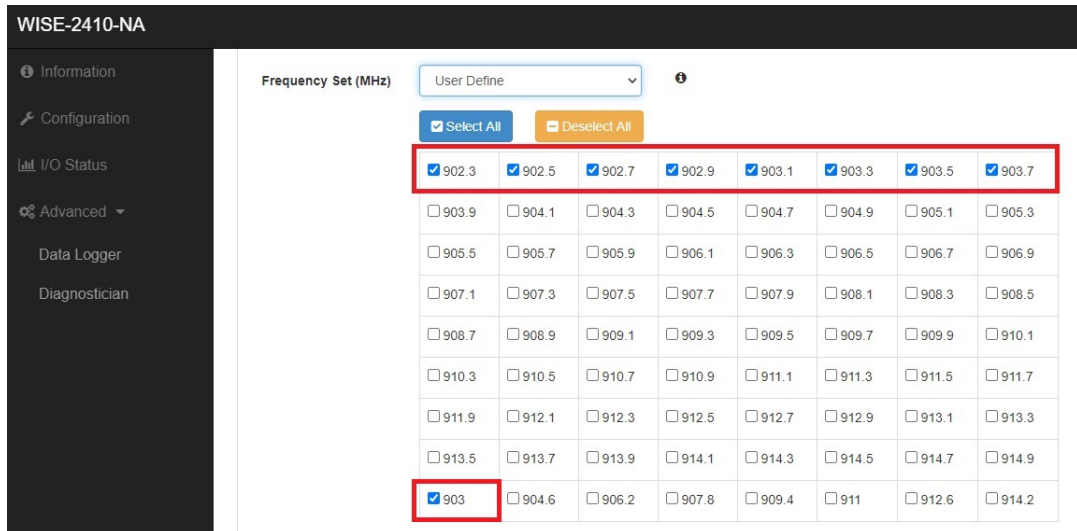 WISE-2410-NA
Information
Configuration
I/O Status
Advanced
Data Logger
Diagnostician
Frequency Set (MHz) User Define
Select All Deselect All
902.3 902.5 902.7 902.9 903.1 903.3 903.5 903.7
903.9 904.1 904.3 904.5 904.7 904.9 905.1 905.3
905.5 905.7 905.9 906.1 906.3 906.5 906.7 906.9
907.1 907.3 907.5 907.7 907.9 908.1 908.3 908.5
908.7 908.9 909.1 909.3 909.5 909.7 909.9 910.1
910.3 910.5 910.7 910.9 911.1 911.3 911.5 911.7
911.9 912.1 912.3 912.5 912.7 912.9 913.1 913.3
913.5 913.7 913.9 914.1 914.3 914.5 914.7 914.9
903 904.6 906.2 907.8 909.4 911 912.6 914.2